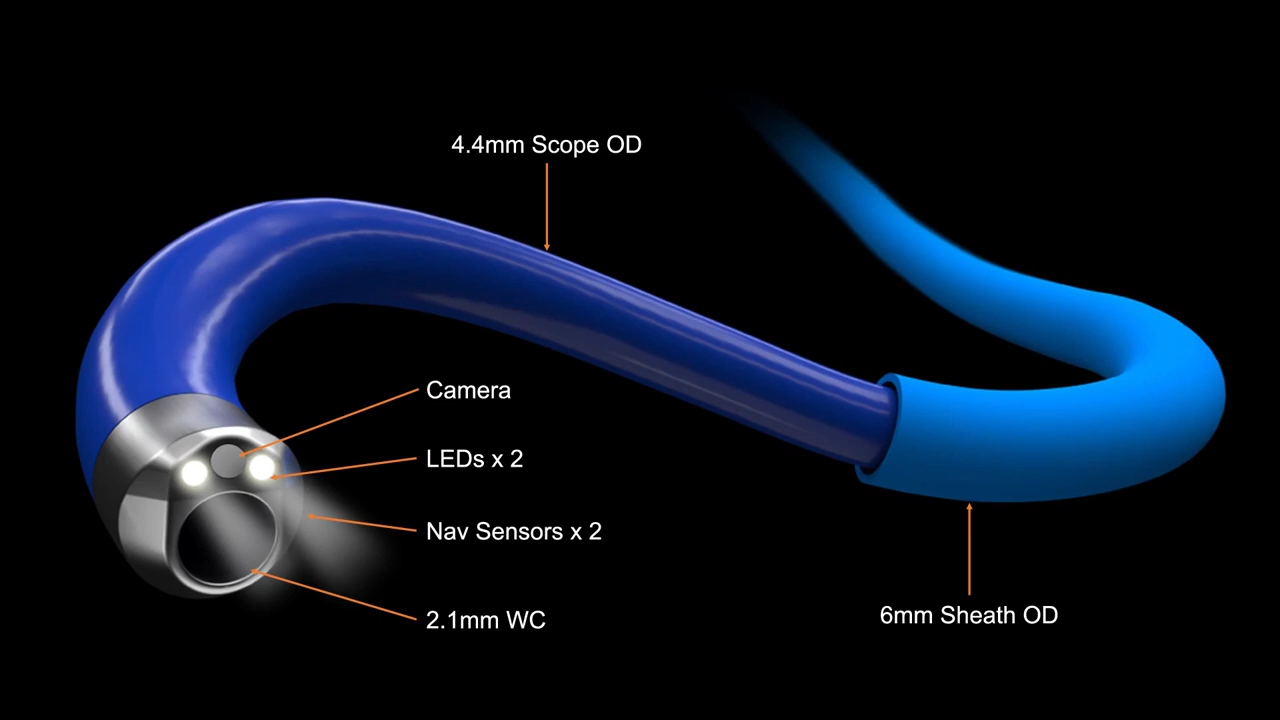 4.4mm Scope OD
Camera
LEDs x 2
Nav Sensors x 2
2.1mm WC
6mm Sheath OD